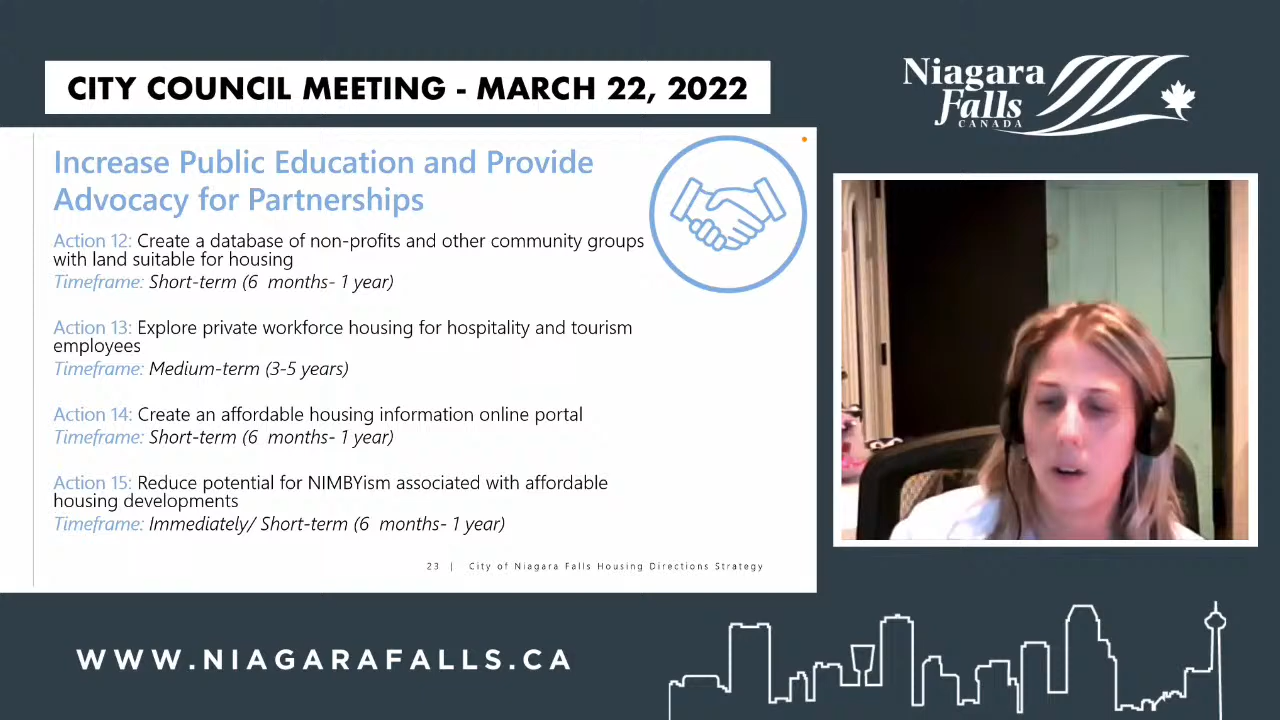 CITY COUNCIL MEETING - MARCH 22, 2022
Niagara
Falls
CANADA
Increase Public Education and Provide
Advocacy for Partnerships
Action 12: Create a database of non-profits and other community groups
with land suitable for housing
Timeframe: Short-term (6 months- 1 year)
Action 13: Explore private workforce housing for hospitality and tourism
employees
Timeframe: Medium-term (3-5 years)
Action 14: Create an affordable housing information online portal
Timeframe: Short-term (6 months- 1 year)
Action 15: Reduce potential for NIMBYism associated with affordable
housing developments
Timeframe: Immediately/ Short-term (6 months- 1 year)
23 | City of Niagara Falls Housing Directions Strategy
WWW.NIAGARAFALLS.CA